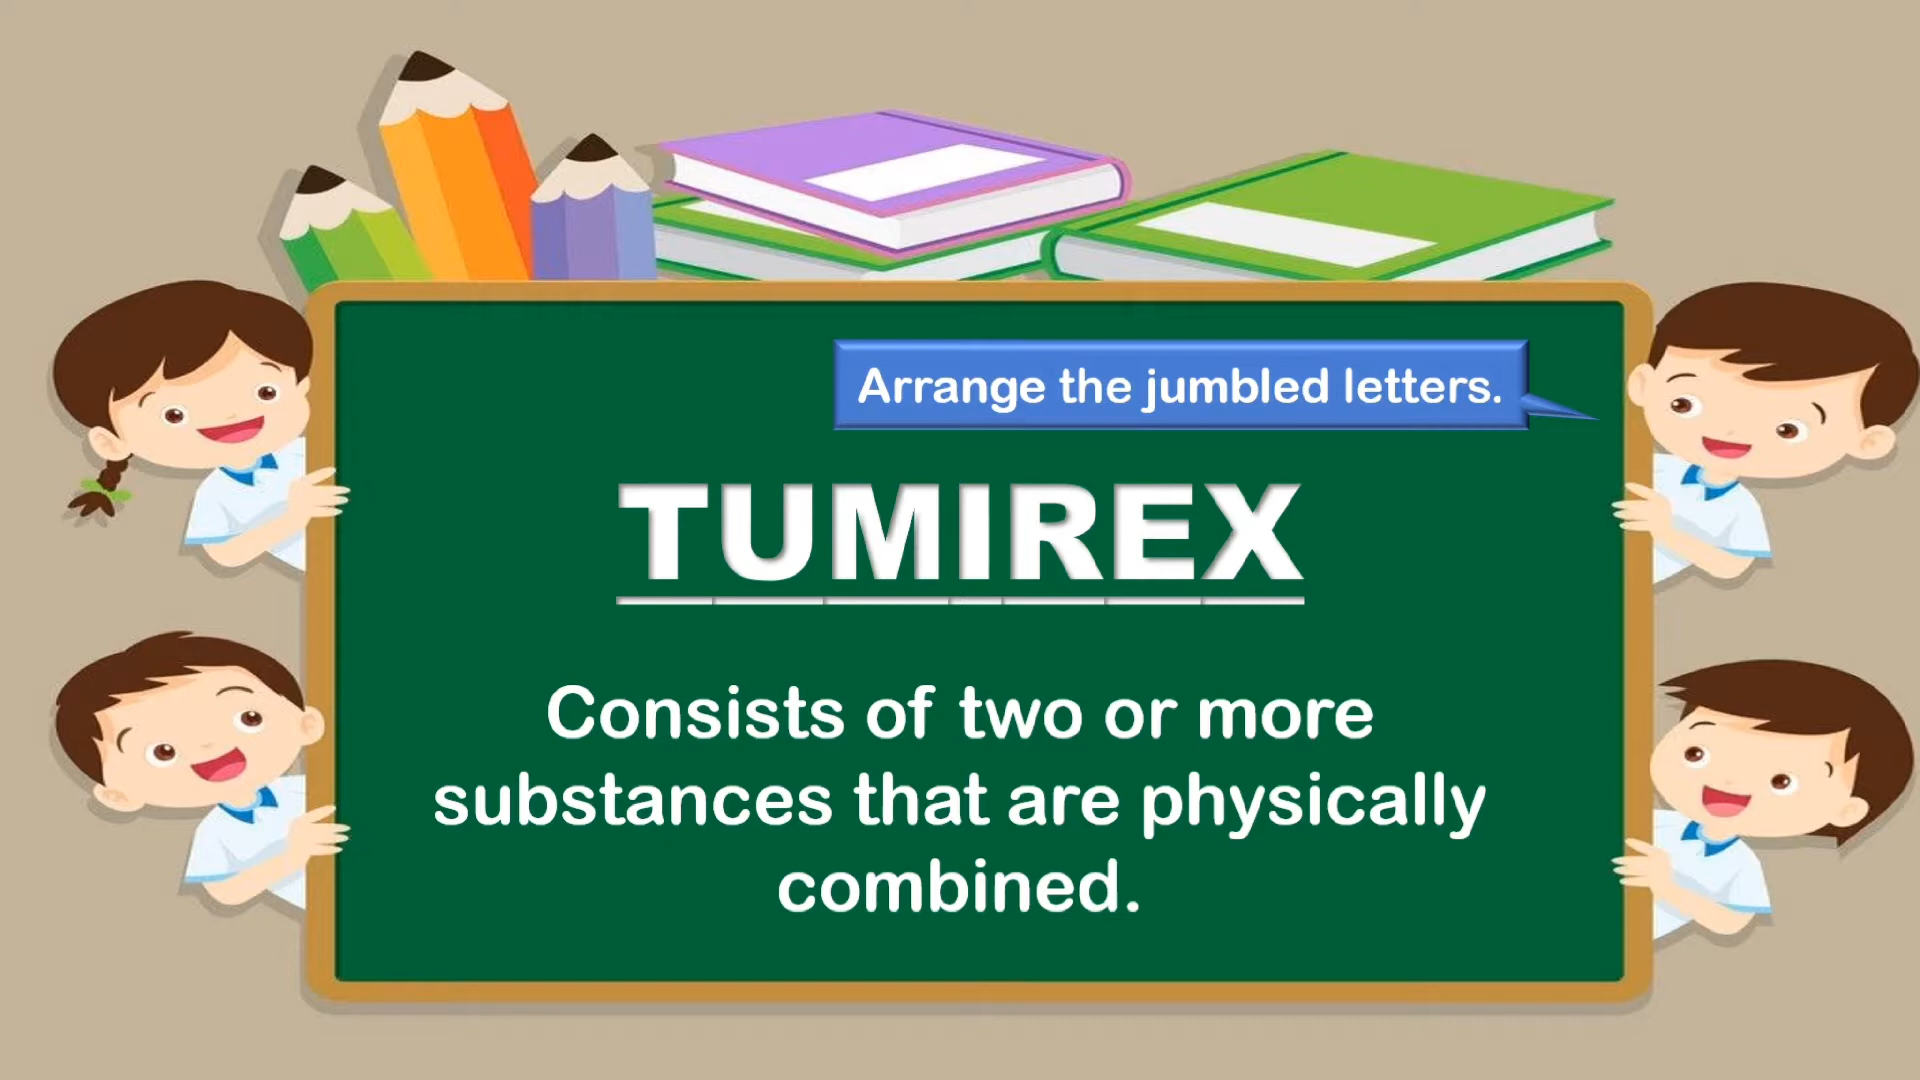 Arrange the jumbled letters.
TUMIREX
Consists of two or more
substances that are physically
combined.